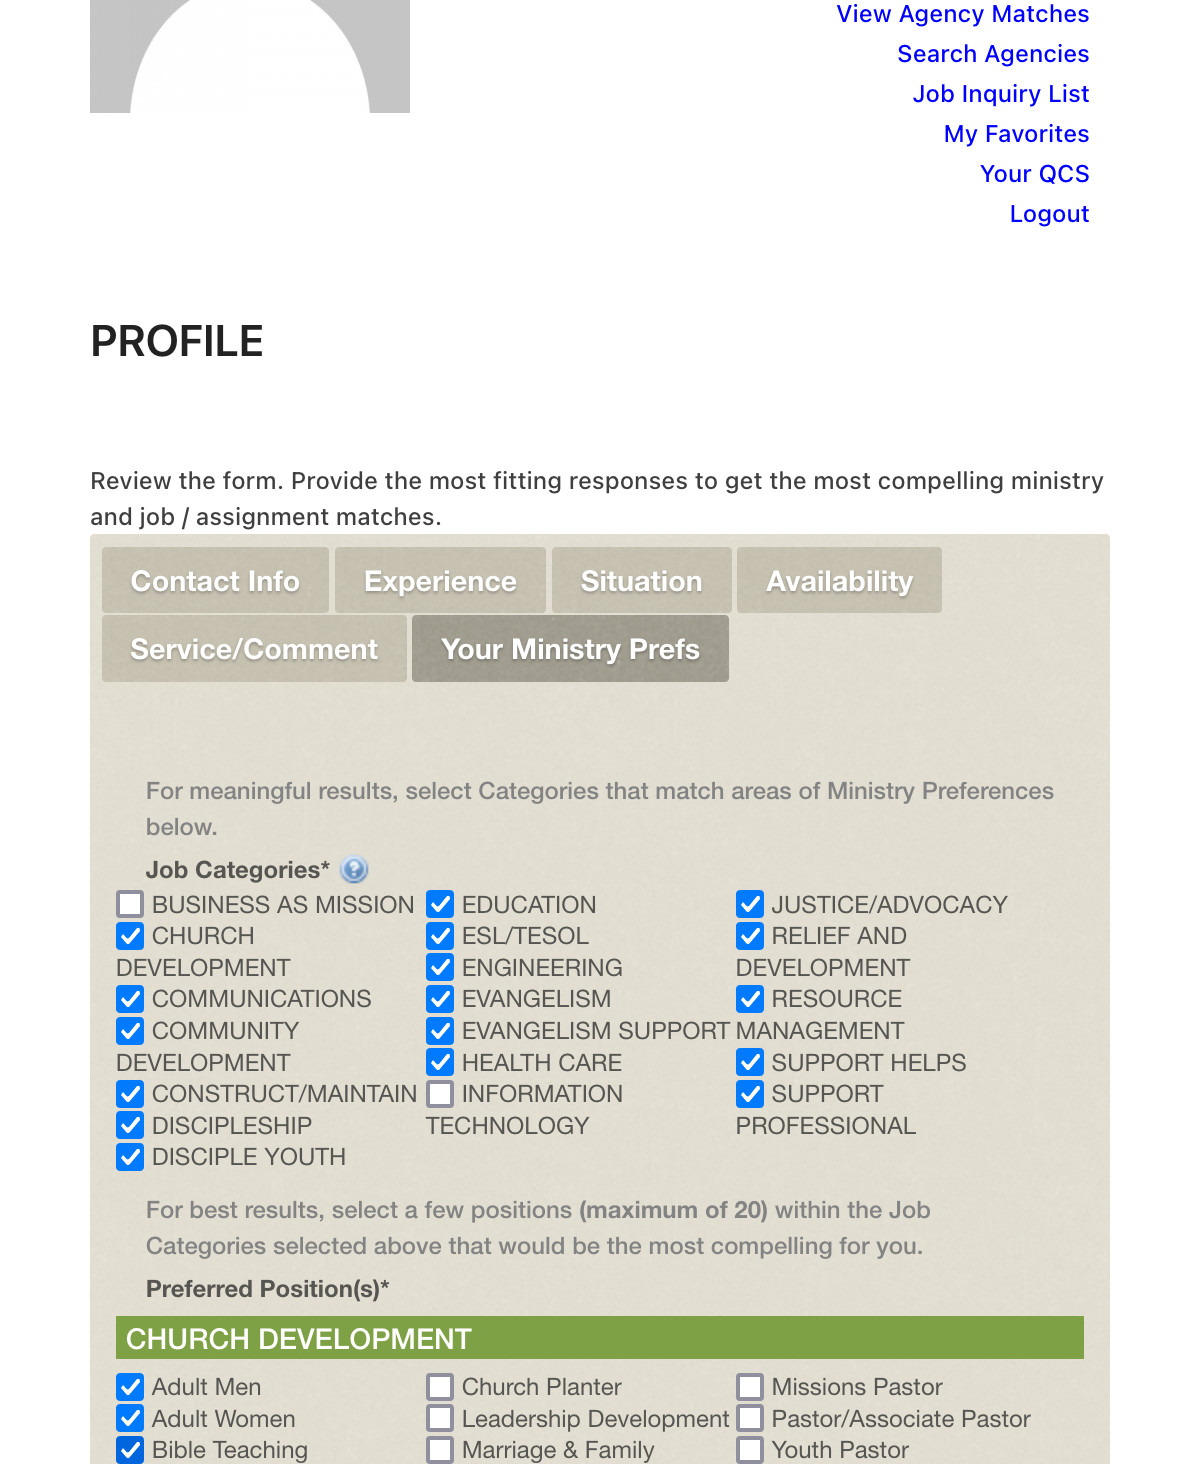 View Agency Matches
Search Agencies
Job Inquiry List
My Favorites
Your QCS
Logout
PROFILE
Review the form. Provide the most fitting responses to get the most compelling ministry
and job / assignment matches.
Contact Info
Experience
Situation
Availability
Service/Comment
Your Ministry Prefs
For meaningful results, select Categories that match areas of Ministry Preferences
below.
Job Categories* ?
BUSINESS AS MISSION
CHURCH
DEVELOPMENT
COMMUNICATIONS
COMMUNITY
DEVELOPMENT
CONSTRUCT/MAINTAIN
DISCIPLESHIP
DISCIPLE YOUTH
EDUCATION
ESL/TESOL
ENGINEERING
EVANGELISM
EVANGELISM SUPPORT
HEALTH CARE
INFORMATION
TECHNOLOGY
JUSTICE/ADVOCACY
RELIEF AND
DEVELOPMENT
RESOURCE
MANAGEMENT
SUPPORT HELPS
SUPPORT
PROFESSIONAL
For best results, select a few positions (maximum of 20) within the Job
Categories selected above that would be the most compelling for you.
Preferred Position(s)*
CHURCH DEVELOPMENT
Adult Men
Adult Women
Bible Teaching
Church Planter
Leadership Development
Marriage & Family
Missions Pastor
Pastor/Associate Pastor
Youth Pastor